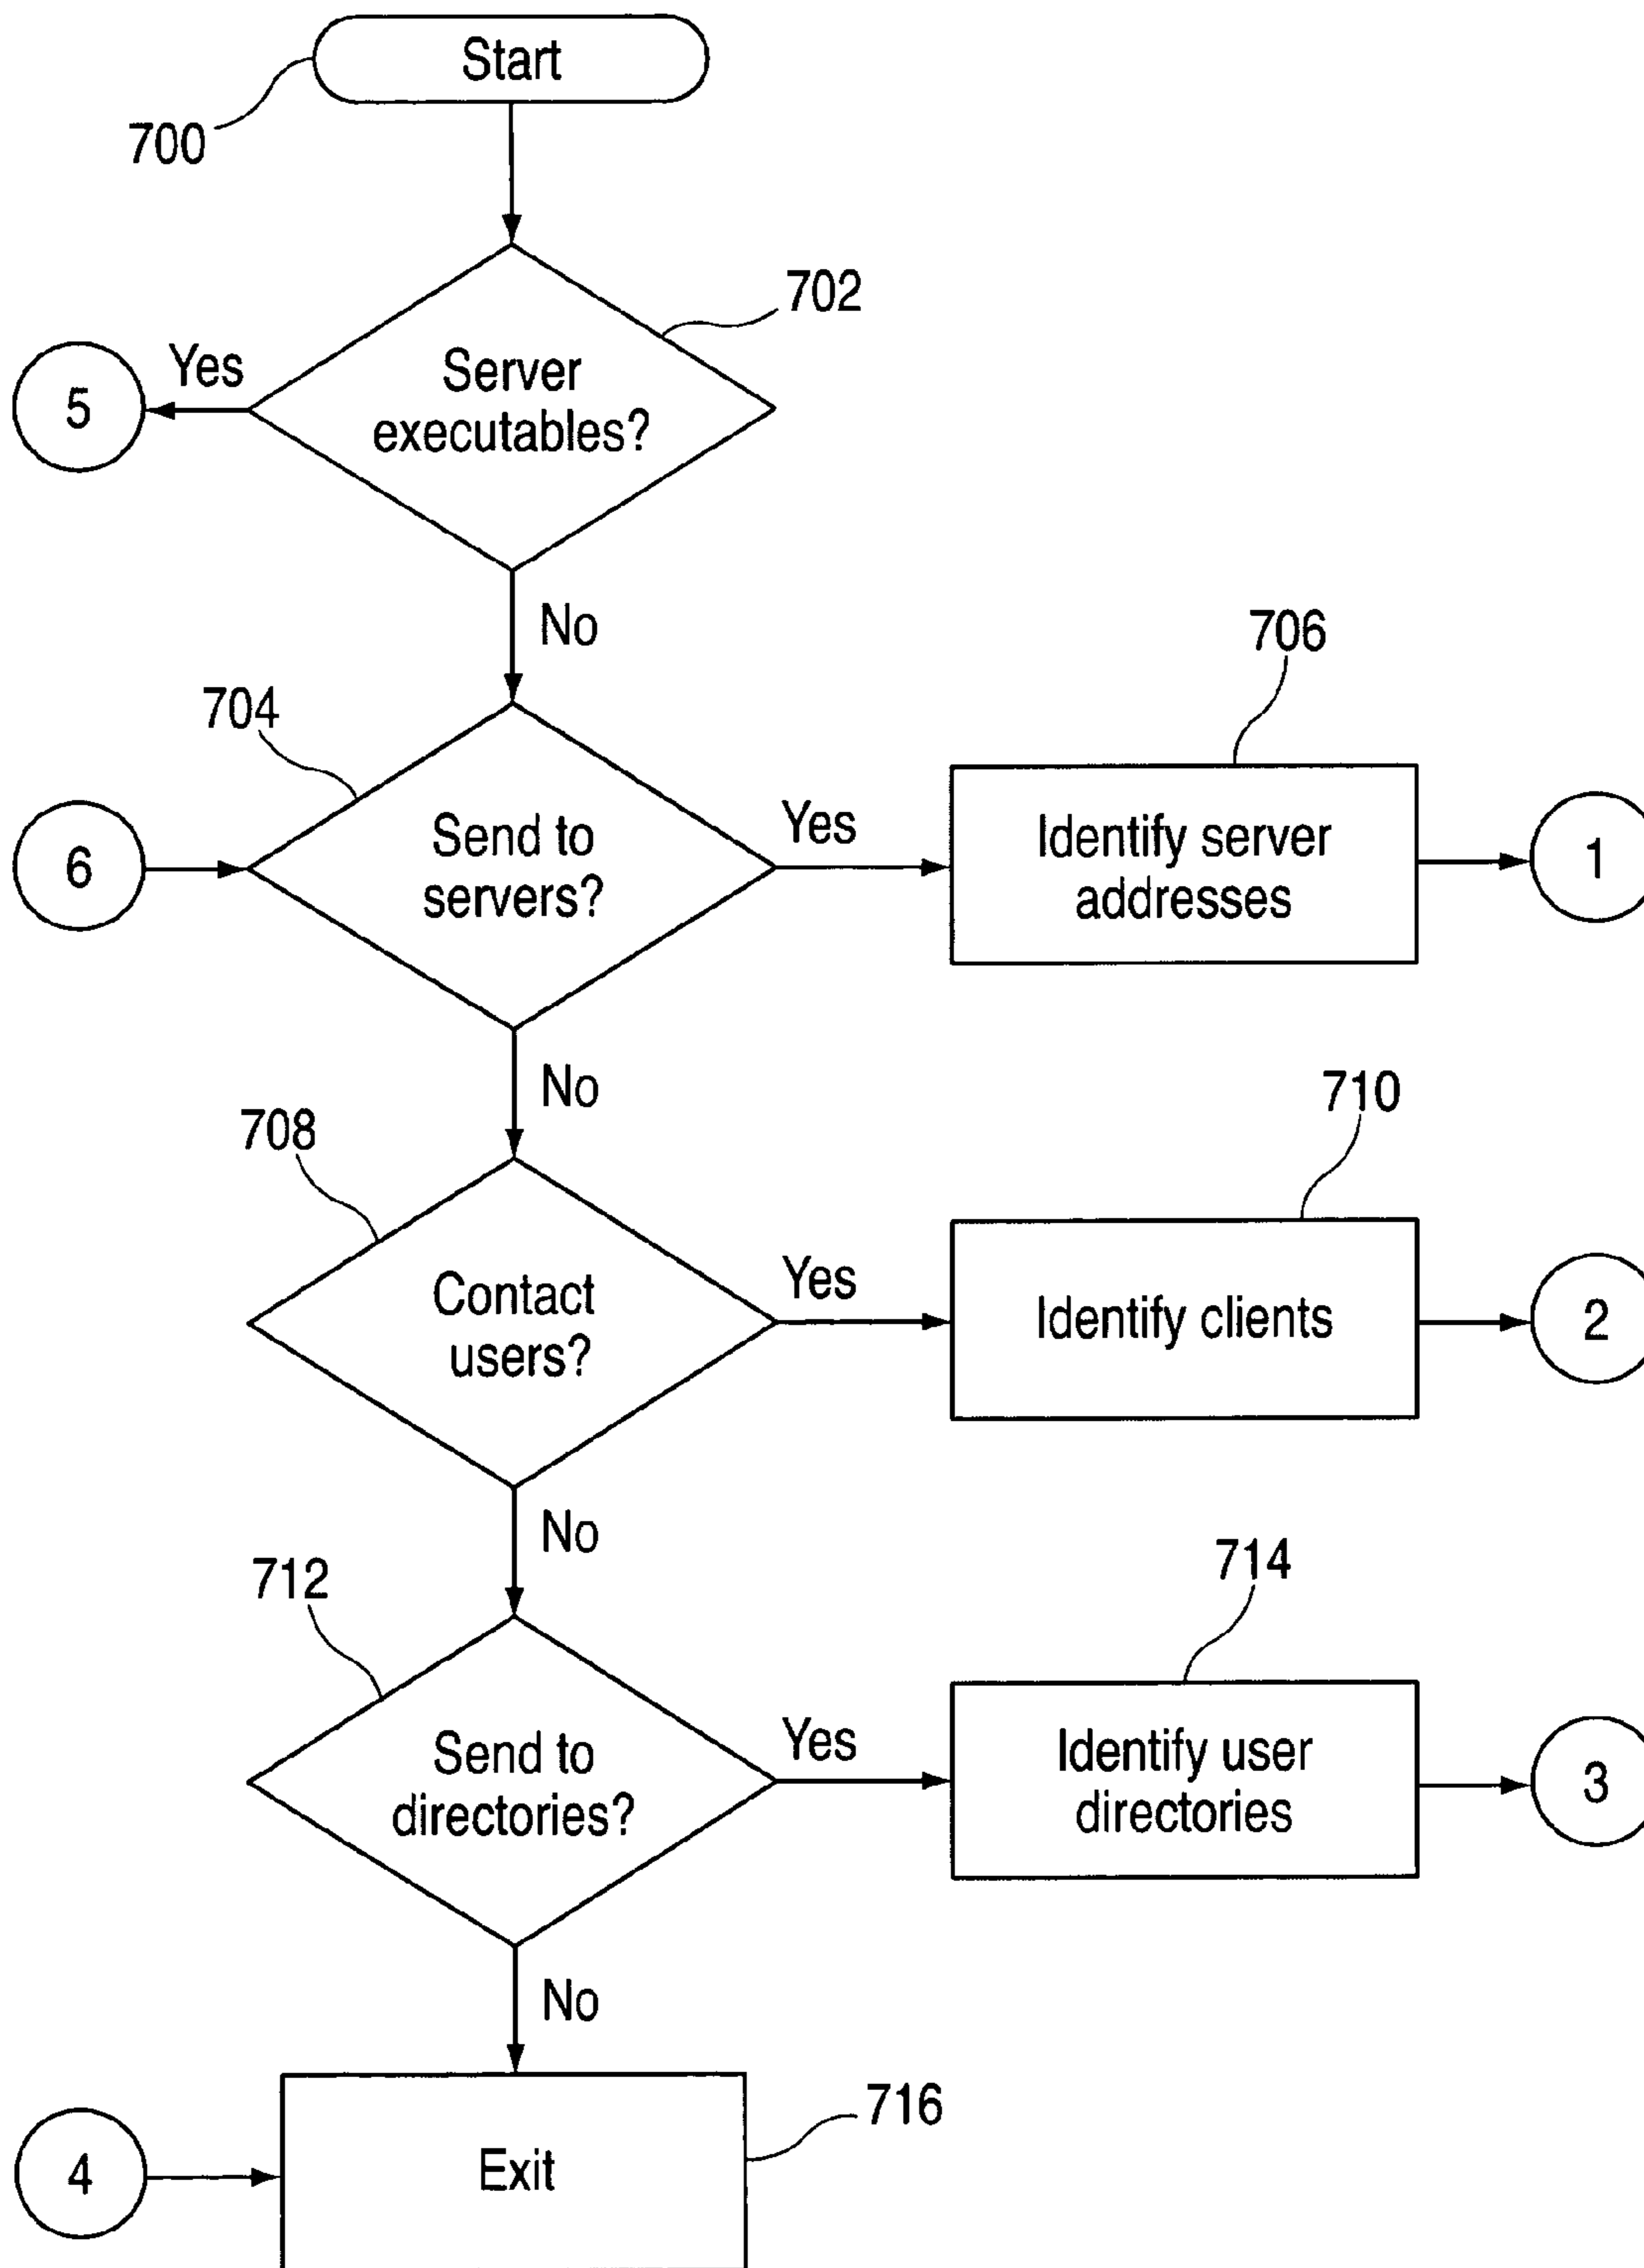 Start
700
702
Yes
5
Server
executables?
No
706
704
6
Send to
servers?
Yes
Identify server
addresses
1
No
710
708
Contact
users?
Yes
Identify clients
2
No
714
712
Send to
directories?
Yes
Identify user
directories
3
No
716
4
Exit